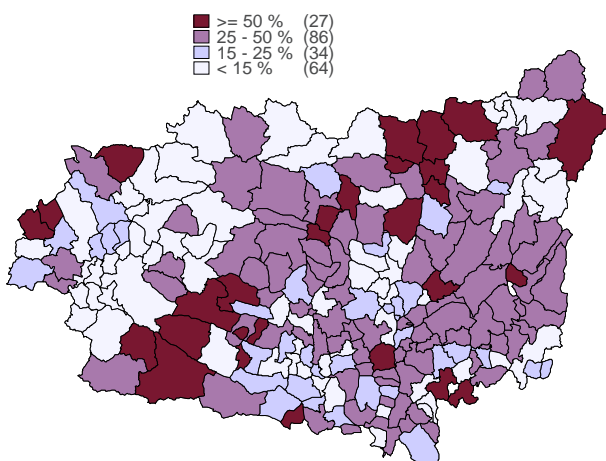 >= 50 % (27)
25 - 50 % (86)
15 - 25 % (34)
< 15 % (64)